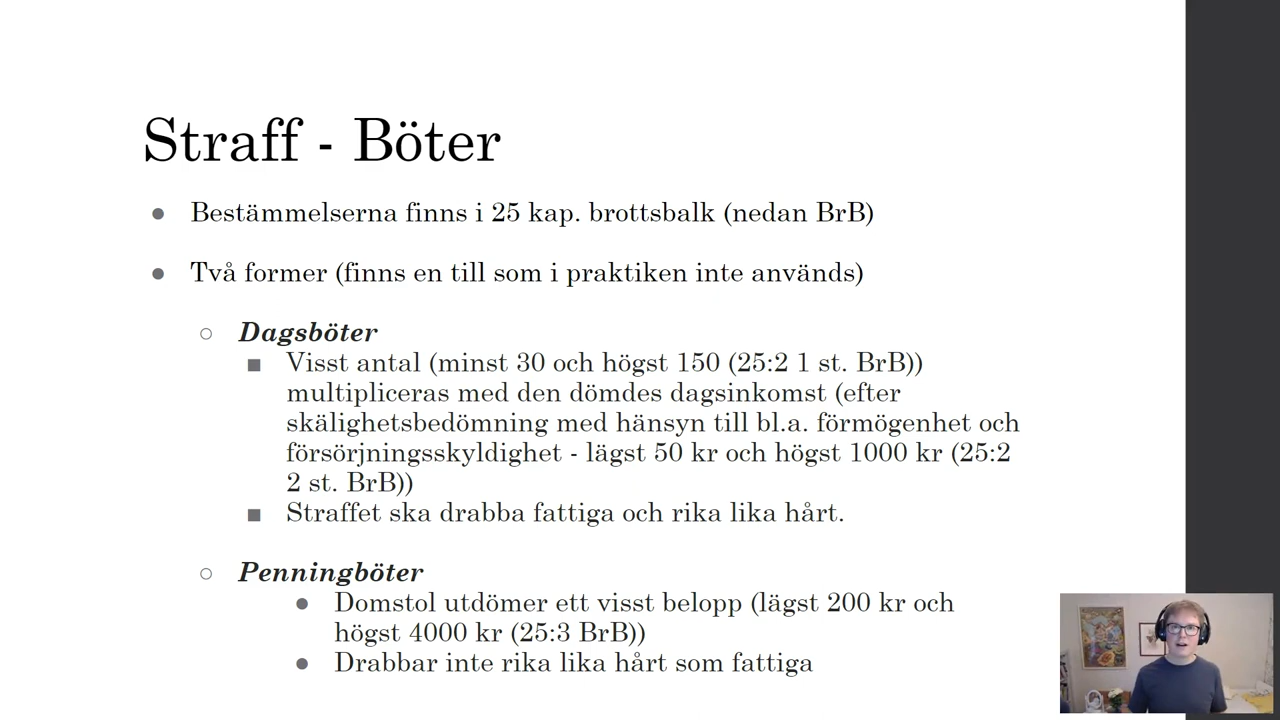 Straff - Böter
● Bestämmelserna finns i 25 kap. brottsbalk (nedan BrB)
● Två former (finns en till som i praktiken inte används)
○ Dagsböter
■ Visst antal (minst 30 och högst 150 (25:2 1 st. BrB))
multipliceras med den dömdes dagsinkomst (efter
skälighetsbedömning med hänsyn till bl.a. förmögenhet och
försörjningsskyldighet - lägst 50 kr och högst 1000 kr (25:2
2 st. BrB))
■ Straffet ska drabba fattiga och rika lika hårt.
○ Penningböter
● Domstol utdömer ett visst belopp (lägst 200 kr och
högst 4000 kr (25:3 BrB))
● Drabbar inte rika lika hårt som fattiga